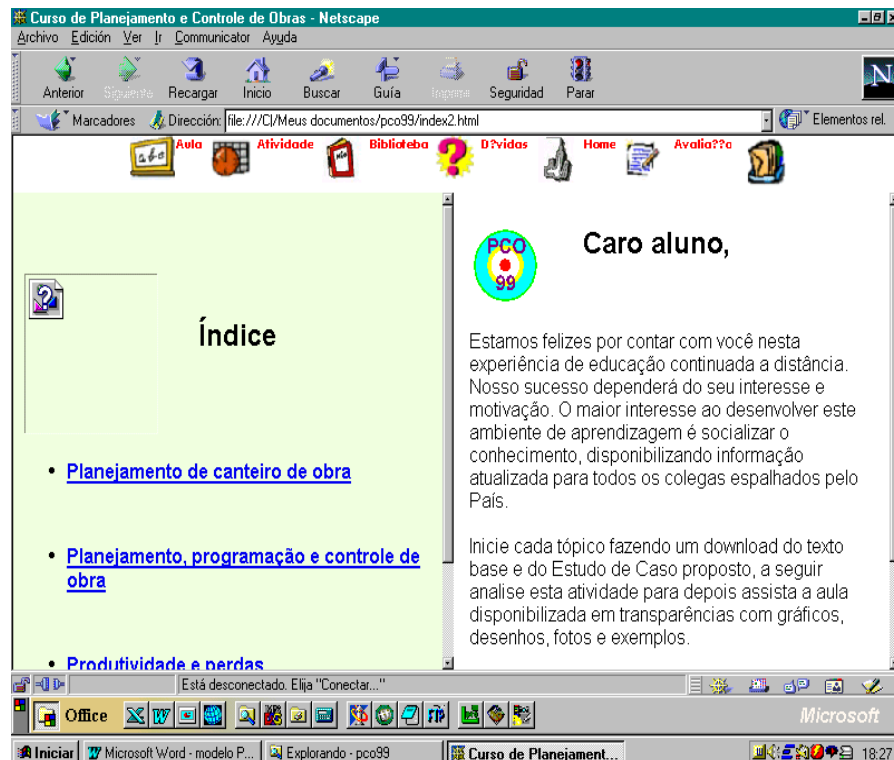 Curso de Planejamento e Controle de Obras - Netscape
Archivo Edición Ver Ir Communicator Ayuda
Anterior Siguiente Recargar Inicio Buscar Guía Imprimir Seguridad Parar
Marcadores Dirección: file:///C|/Meus documentos/pco99/index2.html Elementos rel.
Aula Atividade Biblioteba D?vidas Home Avalia??o
Índice
Planejamento de canteiro de obra
Planejamento, programação e controle de
obra
Produtividade e perdas
PCO
99
Caro aluno,
Estamos felizes por contar com você nesta
experiência de educação continuada a distância.
Nosso sucesso dependerá do seu interesse e
motivação. O maior interesse ao desenvolver este
ambiente de aprendizagem é socializar o
conhecimento, disponibilizando informação
atualizada para todos os colegas espalhados pelo
País.
Inicie cada tópico fazendo um download do texto
base e do Estudo de Caso proposto, a seguir
analise esta atividade para depois assista a aula
disponibilizada em transparências com gráficos,
desenhos, fotos e exemplos.
Está desconectado. Elija "Conectar..."
Office Microsoft
Iniciar Microsoft Word - modelo P... Explorando - pco99 Curso de Planejament... 18:27